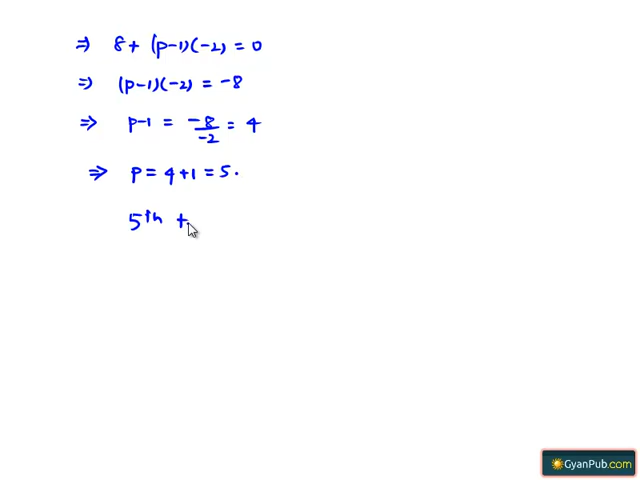 ⇒ 8 + (p-1)(-2) = 0
⇒ (p-1)(-2) = -8
⇒ p-1 = -8/-2 = 4
⇒ p = 4+1 = 5.
5th t
GyanPub.com